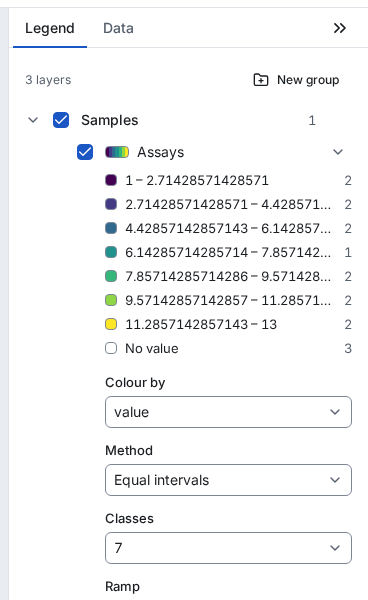 Legend Data
3 layers New group
Samples 1
Assays
1 – 2.71428571428571 2
2.71428571428571 – 4.428571... 2
4.42857142857143 – 6.142857... 2
6.14285714285714 – 7.857142... 1
7.85714285714286 – 9.571428... 2
9.57142857142857 – 11.28571... 2
11.2857142857143 – 13 2
No value 3
Colour by
value
Method
Equal intervals
Classes
7
Ramp